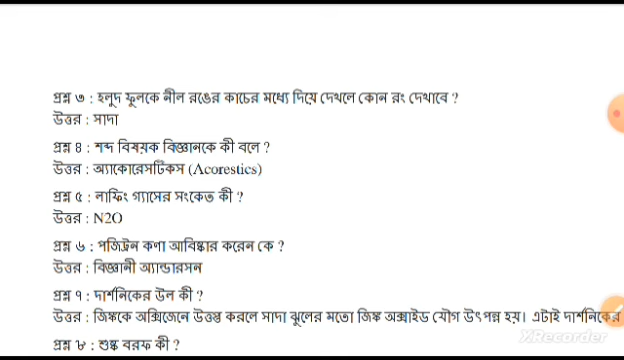 প্রশ্ন ৩ : হলুদ ফুলকে নীল রঙের কাচের মধ্যে দিয়ে দেখলে কোন রং দেখাবে ?
উত্তর : সাদা
প্রশ্ন 8 : শব্দ বিষয়ক বিজ্ঞানকে কী বলে ?
উত্তর : অ্যাকোরেসটিকস (Acorestics)
প্রশ্ন ৫ : লাফিং গ্যাসের সংকেত কী ?
উত্তর : N2O
প্রশ্ন ৬ : পজিট্রন কণা আবিষ্কার করেন কে ?
উত্তর : বিজ্ঞানী অ্যান্ডারসন
প্রশ্ন ৭ : দার্শনিকের উল কী ?
উত্তর : জিঙ্ককে অক্সিজেনে উত্তপ্ত করলে সাদা ঝুলের মতো জিঙ্ক অক্সাইড যৌগ উৎপন্ন হয়। এটাই দার্শনিকের
প্রশ্ন ৮ : শুষ্ক বরফ কী ?
XRecorder